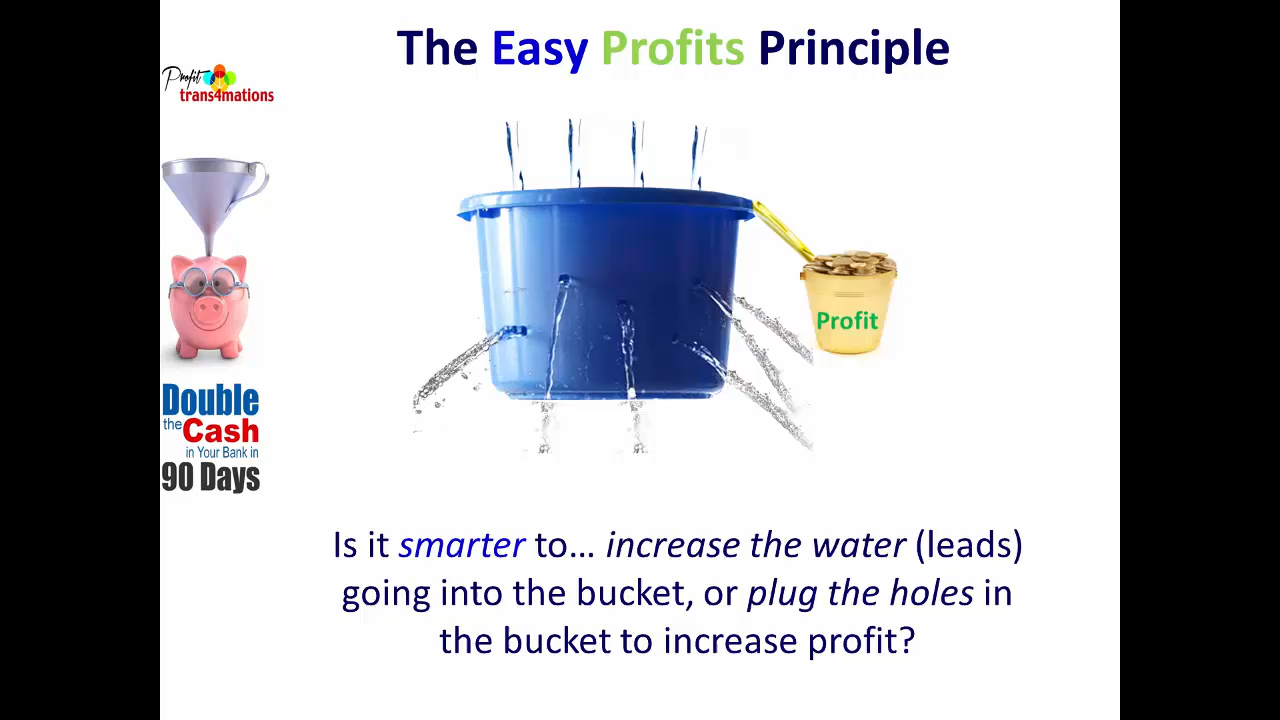 The Easy Profits Principle
Profit
trans4mations
Profit
Double
the Cash
in Your Bank in
90 Days
Is it smarter to... increase the water (leads)
going into the bucket, or plug the holes in
the bucket to increase profit?